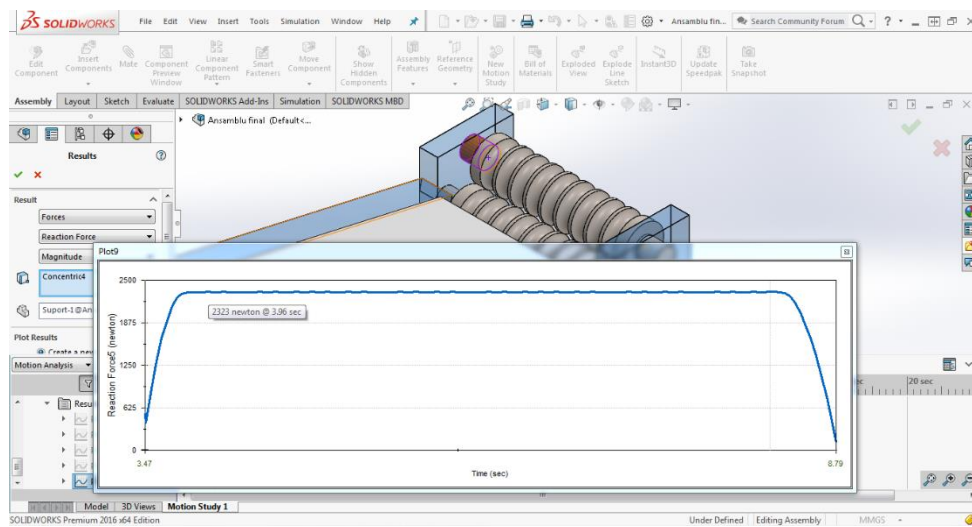 SOLIDWORKS File Edit View Insert Tools Simulation Window Help Ansamblu fin... Search Community Forum ?
Edit Component
Insert Components
Mate
Component Preview Window
Linear Component Pattern
Smart Fasteners
Move Component
Show Hidden Components
Assembly Features
Reference Geometry
New Motion Study
Bill of Materials
Exploded View
Explode Line Sketch
Instant3D
Update Speedpak
Take Snapshot
Assembly Layout Sketch Evaluate SOLIDWORKS Add-Ins Simulation SOLIDWORKS MBD
Ansamblu final (Default<...
Results
Result
Forces
Reaction Force
Magnitude
Concentric4
Suport-1@An
Plot Results
Create a new
Motion Analysis
Resu
Plot9
2500
1875
1250
625
0
Reaction Force5 (newton)
2323 newton @ 3.96 sec
3.47
8.79
Time (sec)
20 sec
Model 3D Views Motion Study 1
SOLIDWORKS Premium 2016 x64 Edition Under Defined Editing Assembly MMGS